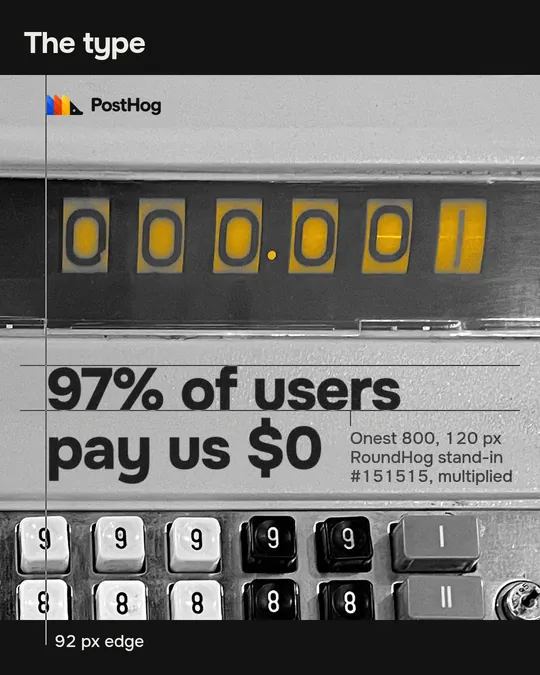 The type
PostHog
000.001
97% of users
pay us $0
Onest 800, 120 px
RoundHog stand-in
#151515, multiplied
9 9 9 9 9 I
8 8 8 8 8 II
92 px edge